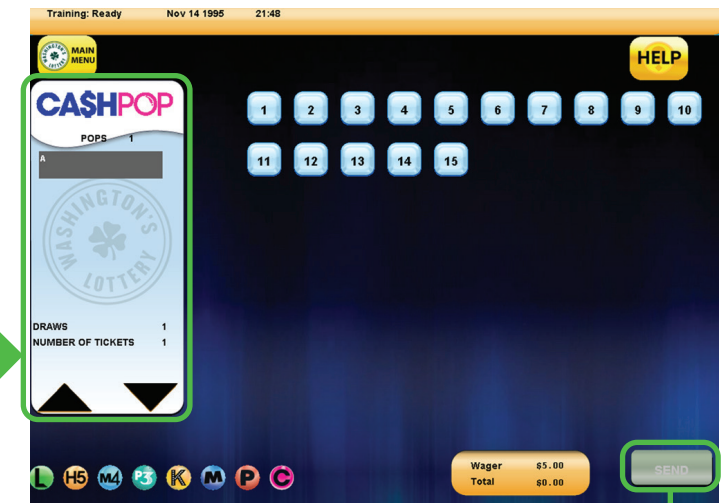 Training: Ready Nov 14 1995 21:48
MAIN
MENU
HELP
CA$HPOP
POPS 1
A
WASHINGTON'S
LOTTERY
DRAWS 1
NUMBER OF TICKETS 1
1 2 3 4 5 6 7 8 9 10
11 12 13 14 15
L H5 M4 P3 K M P C
Wager $5.00
Total $0.00
SEND